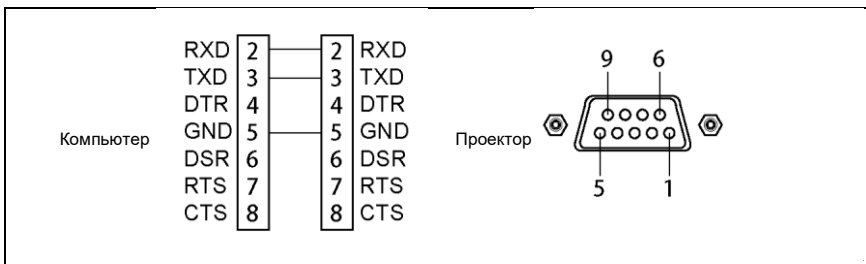 RXD 2 2 RXD
TXD 3 3 TXD
DTR 4 4 DTR
GND 5 5 GND
DSR 6 6 DSR
RTS 7 7 RTS
CTS 8 8 CTS
Компьютер
Проектор
9 6
5 1